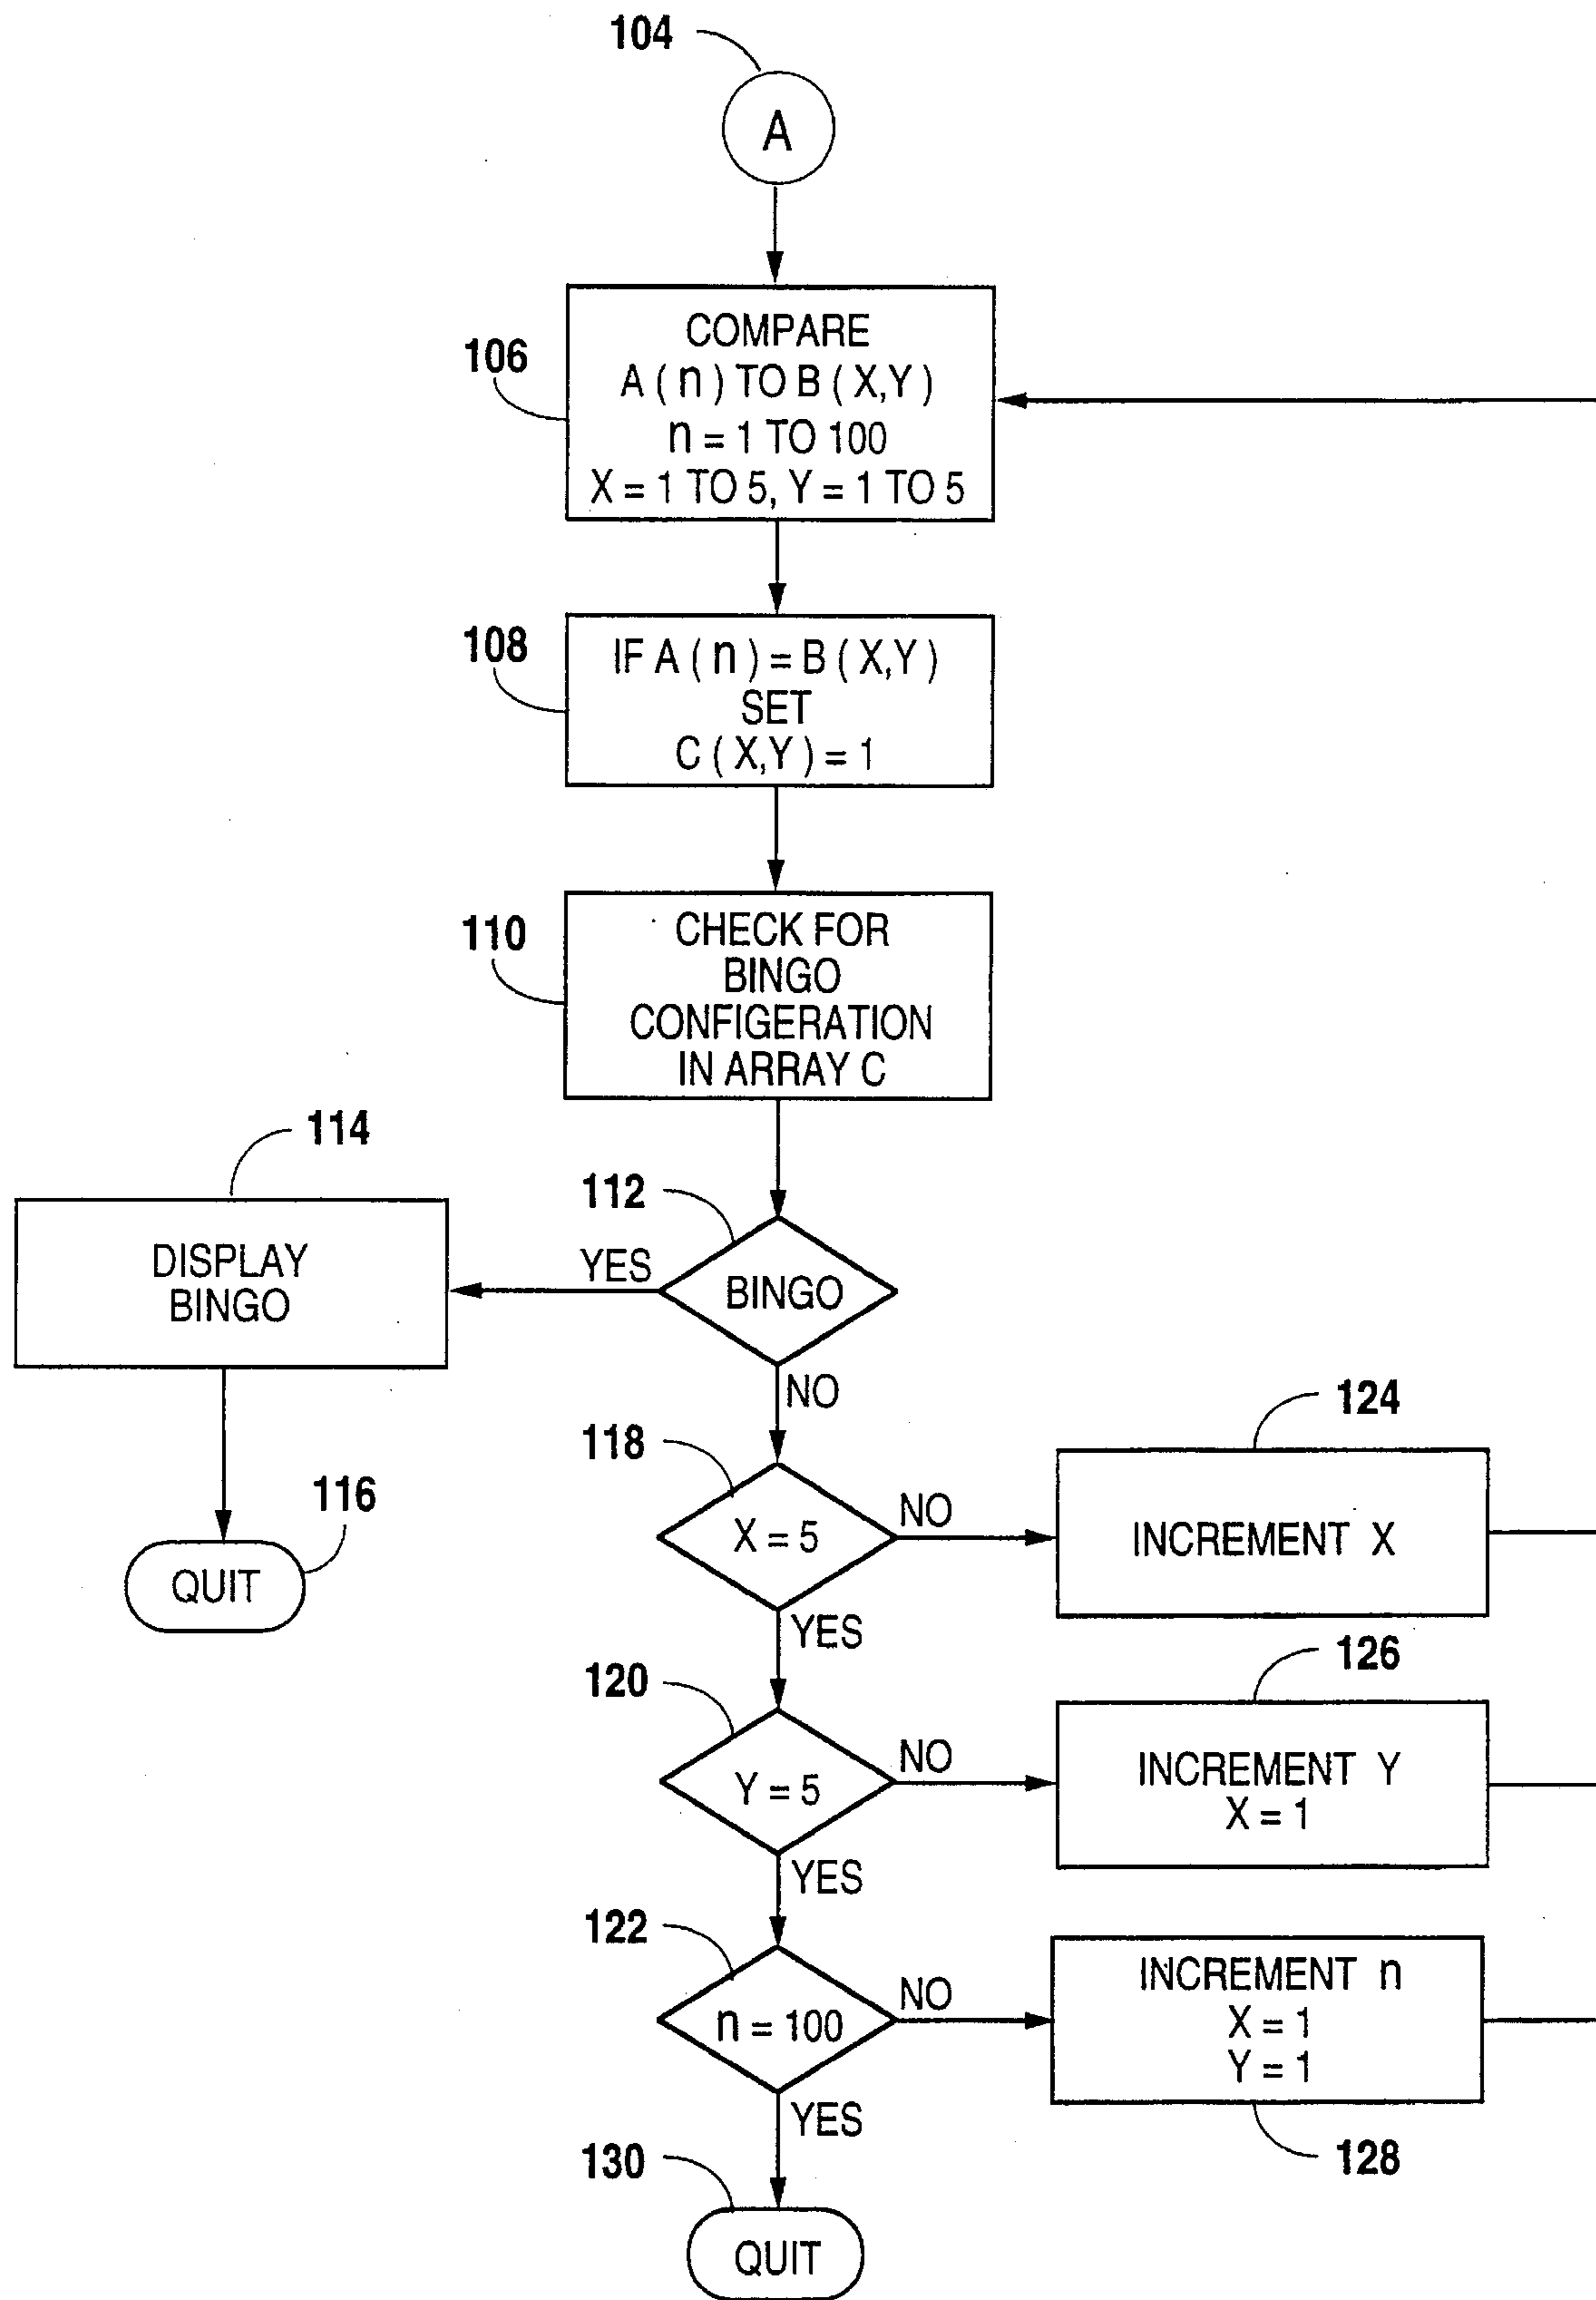 104
A
106
COMPARE
A ( n ) TO B ( X,Y )
n = 1 TO 100
X = 1 TO 5, Y = 1 TO 5
108
IF A ( n ) = B ( X,Y )
SET
C ( X,Y ) = 1
110
CHECK FOR
BINGO
CONFIGERATION
IN ARRAY C
114
DISPLAY
BINGO
112
YES
BINGO
NO
116
QUIT
118
X = 5
NO
124
INCREMENT X
YES
120
Y = 5
NO
126
INCREMENT Y
X = 1
YES
122
n = 100
NO
INCREMENT n
X = 1
Y = 1
128
YES
130
QUIT